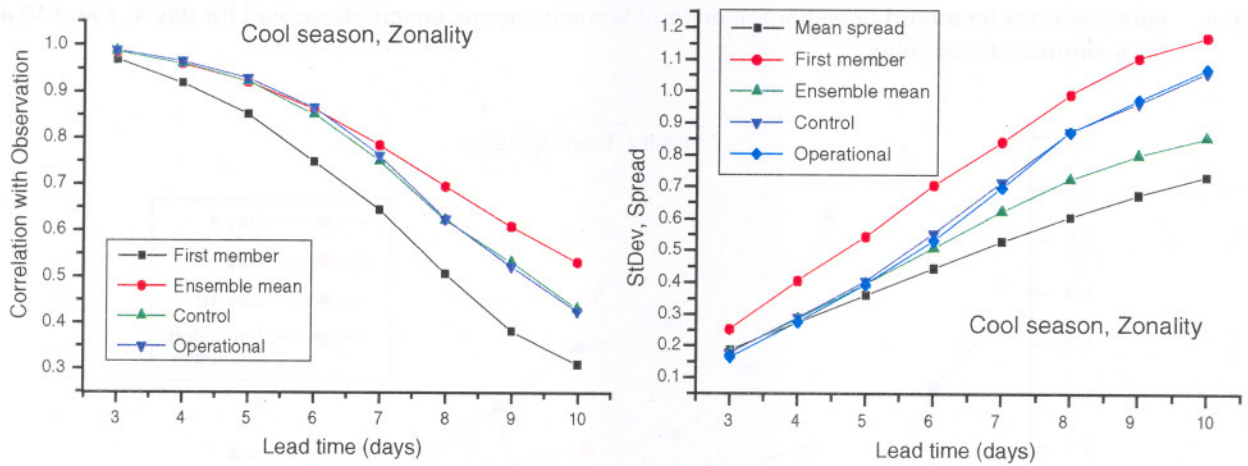 Cool season, Zonality
Correlation with Observation
1.0
0.9
0.8
0.7
0.6
0.5
0.4
0.3
First member
Ensemble mean
Control
Operational
3 4 5 6 7 8 9 10
Lead time (days)
StDev, Spread
1.2
1.1
1.0
0.9
0.8
0.7
0.6
0.5
0.4
0.3
0.2
0.1
Mean spread
First member
Ensemble mean
Control
Operational
Cool season, Zonality
3 4 5 6 7 8 9 10
Lead time (days)